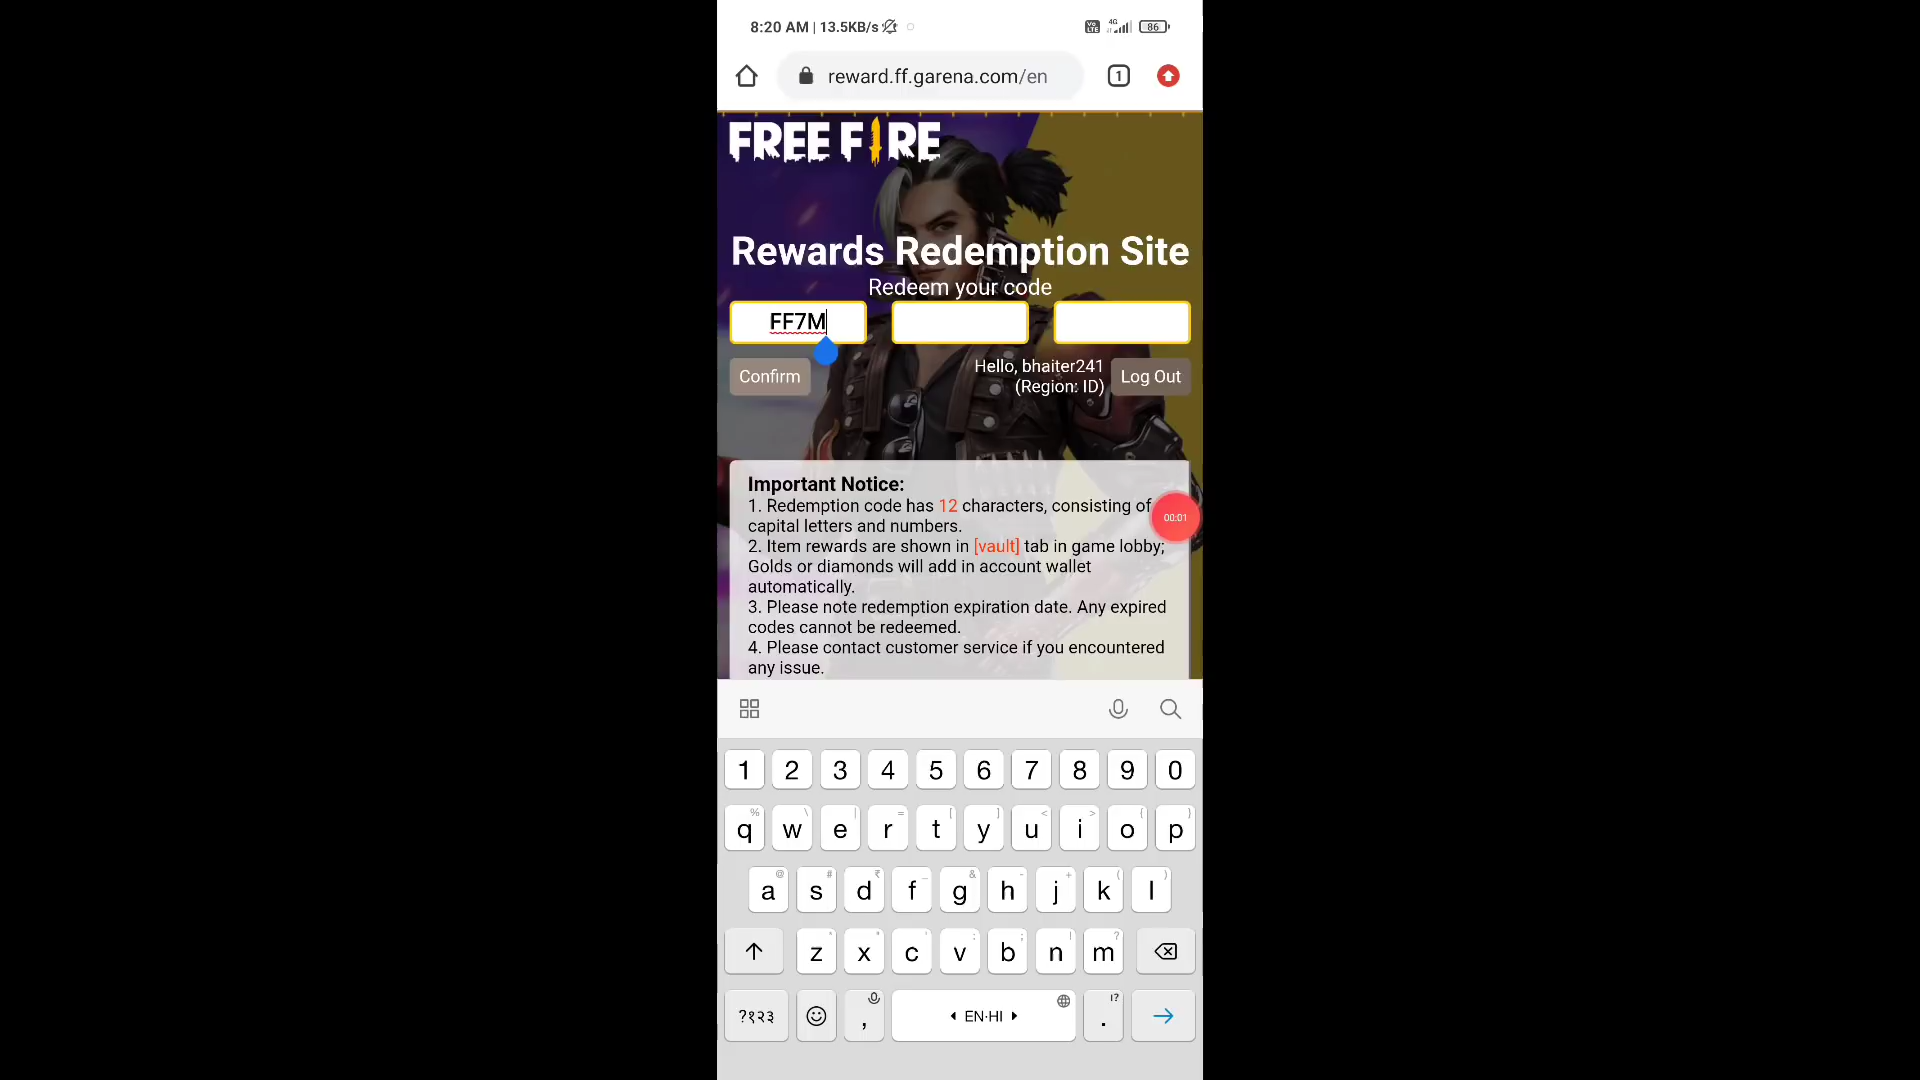 8:20 AM | 13.5KB/s
4G
Vo LTE
86
reward.ff.garena.com/en
1
FREE FIRE
Rewards Redemption Site
Redeem your code
FF7M
-
Confirm
Hello, bhaiter241
(Region: ID)
Log Out
Important Notice:
1. Redemption code has 12 characters, consisting of
capital letters and numbers.
00:01
2. Item rewards are shown in [vault] tab in game lobby;
Golds or diamonds will add in account wallet
automatically.
3. Please note redemption expiration date. Any expired
codes cannot be redeemed.
4. Please contact customer service if you encountered
any issue.
1 2 3 4 5 6 7 8 9 0
% \ | = [ ] < > { }
q w e r t y u i o p
@ # ₹ _ & - + ( )
a s d f g h j k l
* " ' : ; ! ?
z x c v b n m
?१२३ , EN·HI !? .